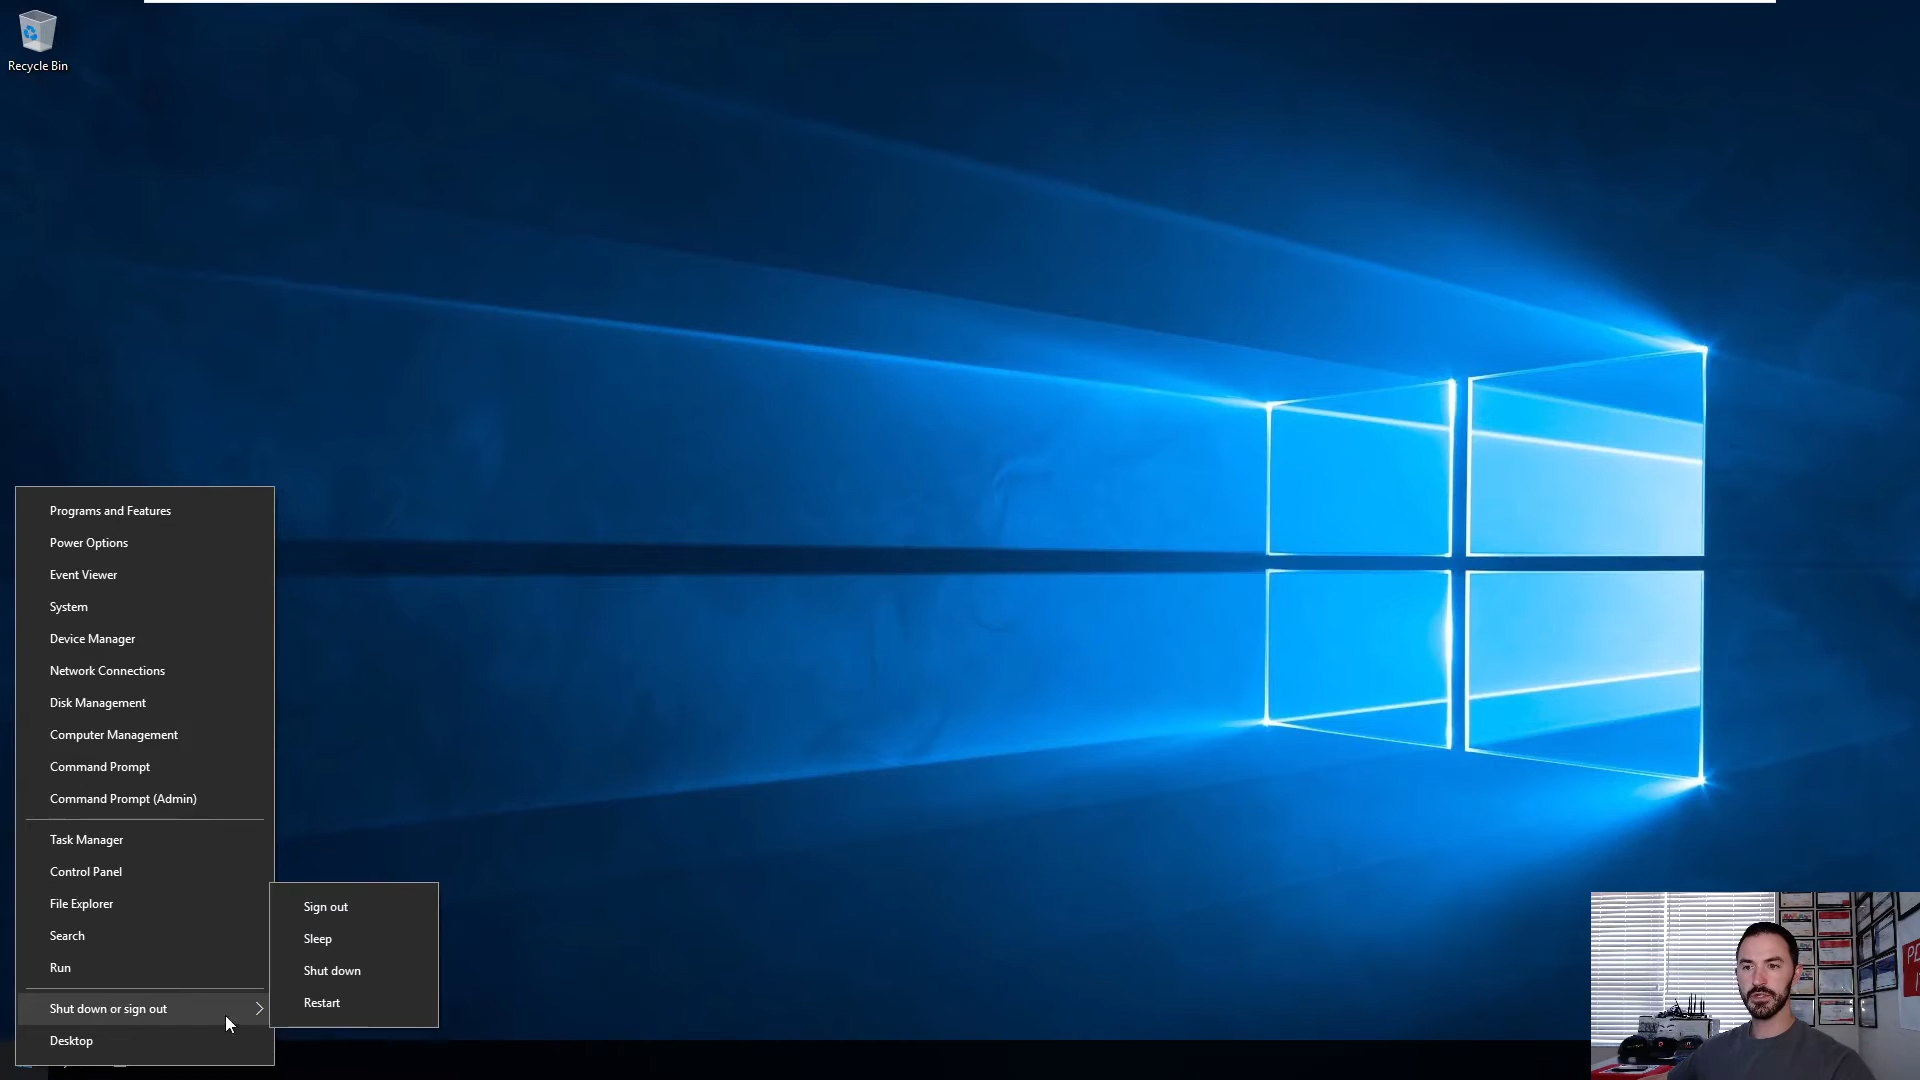 Recycle Bin
Programs and Features
Power Options
Event Viewer
System
Device Manager
Network Connections
Disk Management
Computer Management
Command Prompt
Command Prompt (Admin)
Task Manager
Control Panel
File Explorer
Search
Run
Shut down or sign out
Desktop
Sign out
Sleep
Shut down
Restart